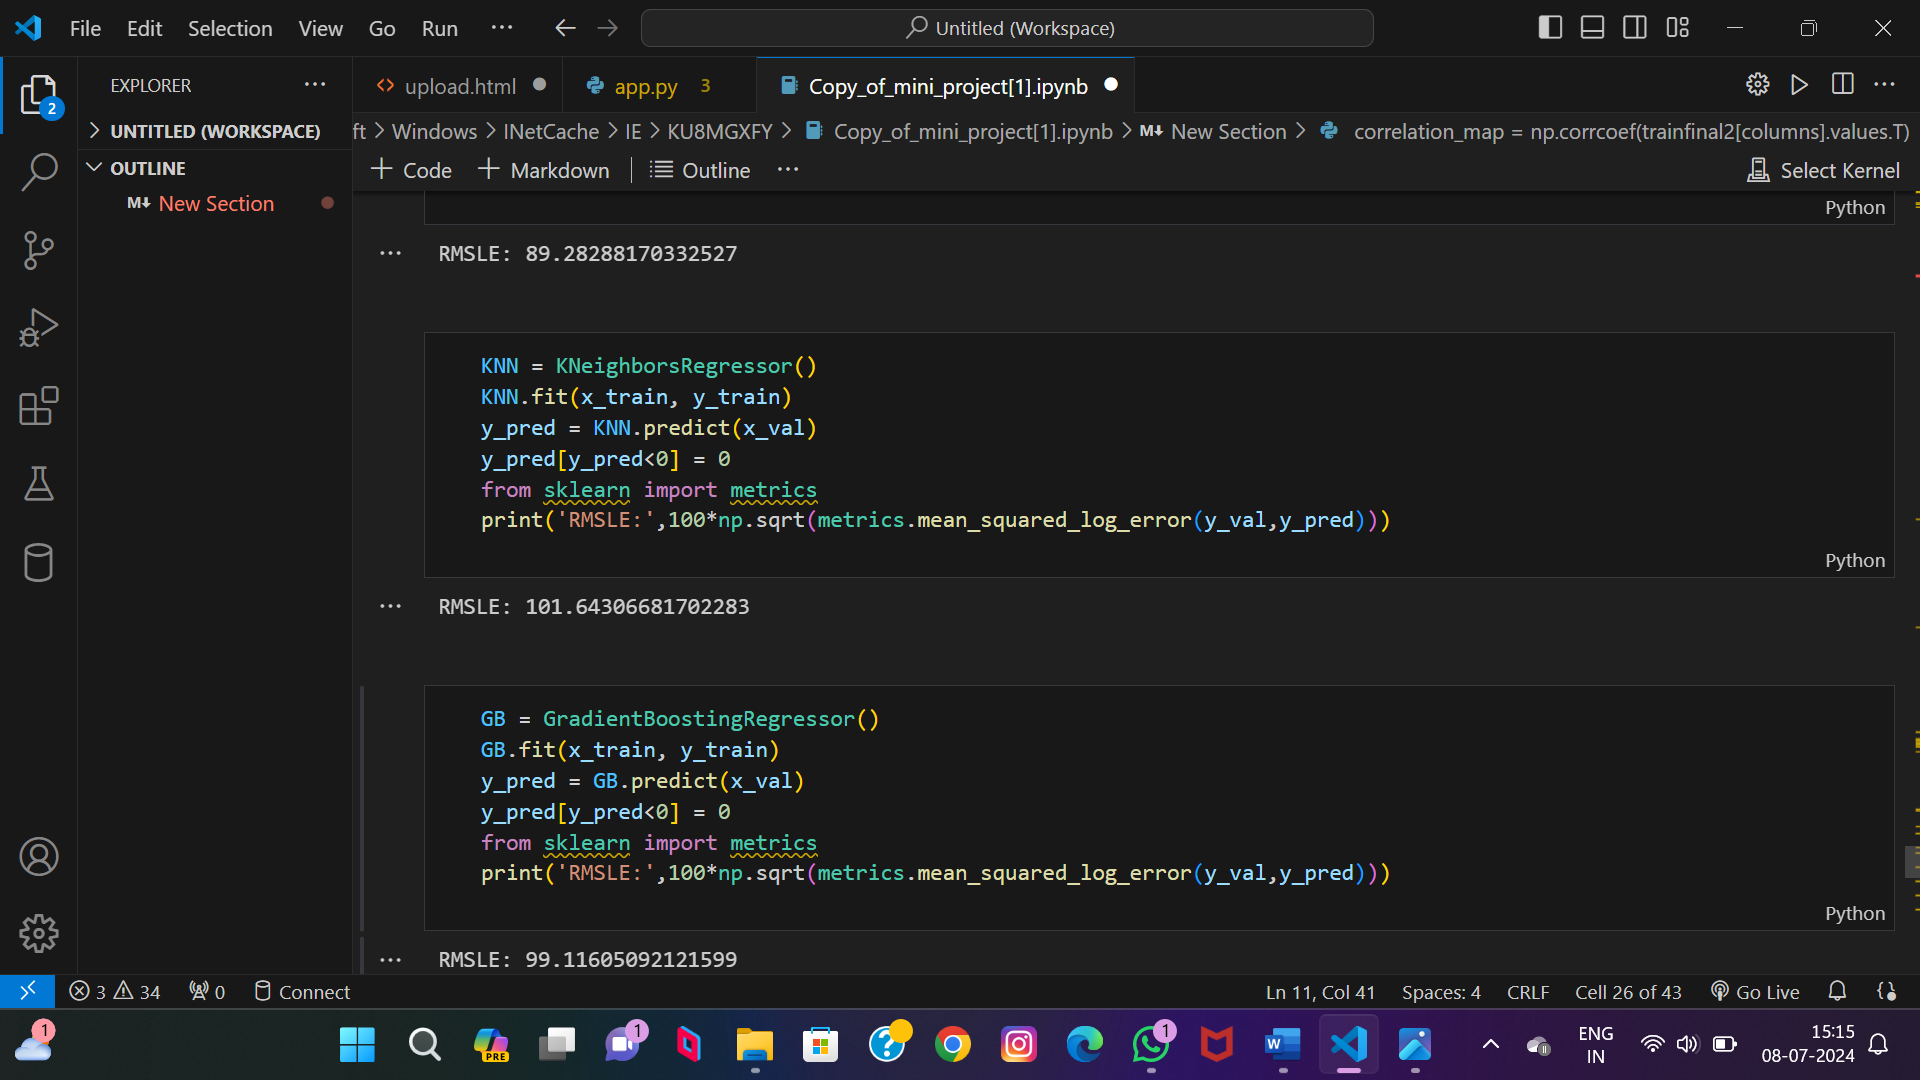 File Edit Selection View Go Run ··· Untitled (Workspace)
EXPLORER ···
upload.html
app.py 3
Copy_of_mini_project[1].ipynb
2
UNTITLED (WORKSPACE)
OUTLINE
M↓ New Section
ft > Windows > INetCache > IE > KU8MGXFY > Copy_of_mini_project[1].ipynb > M↓ New Section > correlation_map = np.corrcoef(trainfinal2[columns].values.T)
+ Code + Markdown Outline ··· Select Kernel
Python
··· RMSLE: 89.28288170332527
KNN = KNeighborsRegressor()
KNN.fit(x_train, y_train)
y_pred = KNN.predict(x_val)
y_pred[y_pred<0] = 0
from sklearn import metrics
print('RMSLE:',100*np.sqrt(metrics.mean_squared_log_error(y_val,y_pred)))
Python
··· RMSLE: 101.64306681702283
GB = GradientBoostingRegressor()
GB.fit(x_train, y_train)
y_pred = GB.predict(x_val)
y_pred[y_pred<0] = 0
from sklearn import metrics
print('RMSLE:',100*np.sqrt(metrics.mean_squared_log_error(y_val,y_pred)))
Python
··· RMSLE: 99.11605092121599
3 34 0 Connect Ln 11, Col 41 Spaces: 4 CRLF Cell 26 of 43 Go Live
1 PRE 1 ? 1 W ENG 15:15
IN 08-07-2024